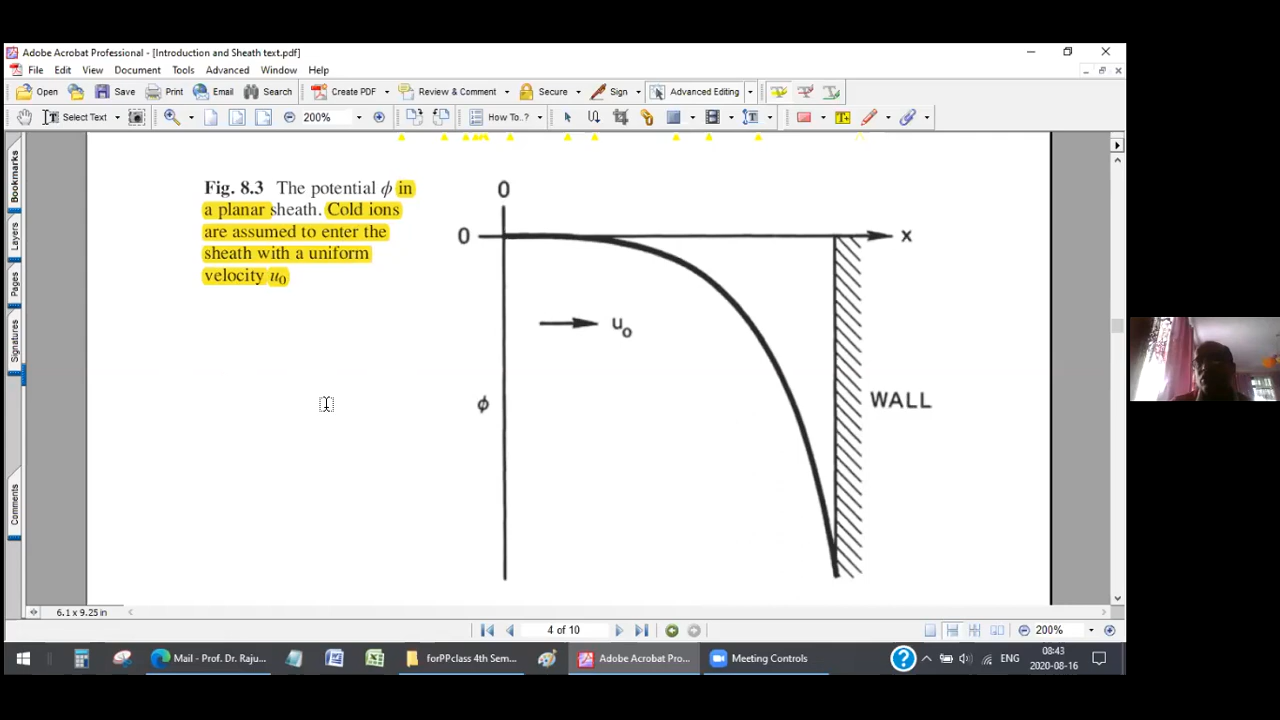 Adobe Acrobat Professional - [Introduction and Sheath text.pdf]
File Edit View Document Tools Advanced Window Help
Open Save Print Email Search Create PDF Review & Comment Secure Sign Advanced Editing
Select Text 200% How To..?
Bookmarks
Layers
Pages
Signatures
Comments
Fig. 8.3 The potential ϕ in
a planar sheath. Cold ions
are assumed to enter the
sheath with a uniform
velocity u0
0
0
x
uo
ϕ
WALL
6.1 x 9.25 in
4 of 10 200%
Mail - Prof. Dr. Raju... forPPclass 4th Sem... Adobe Acrobat Pro... Meeting Controls ENG 08:43
2020-08-16